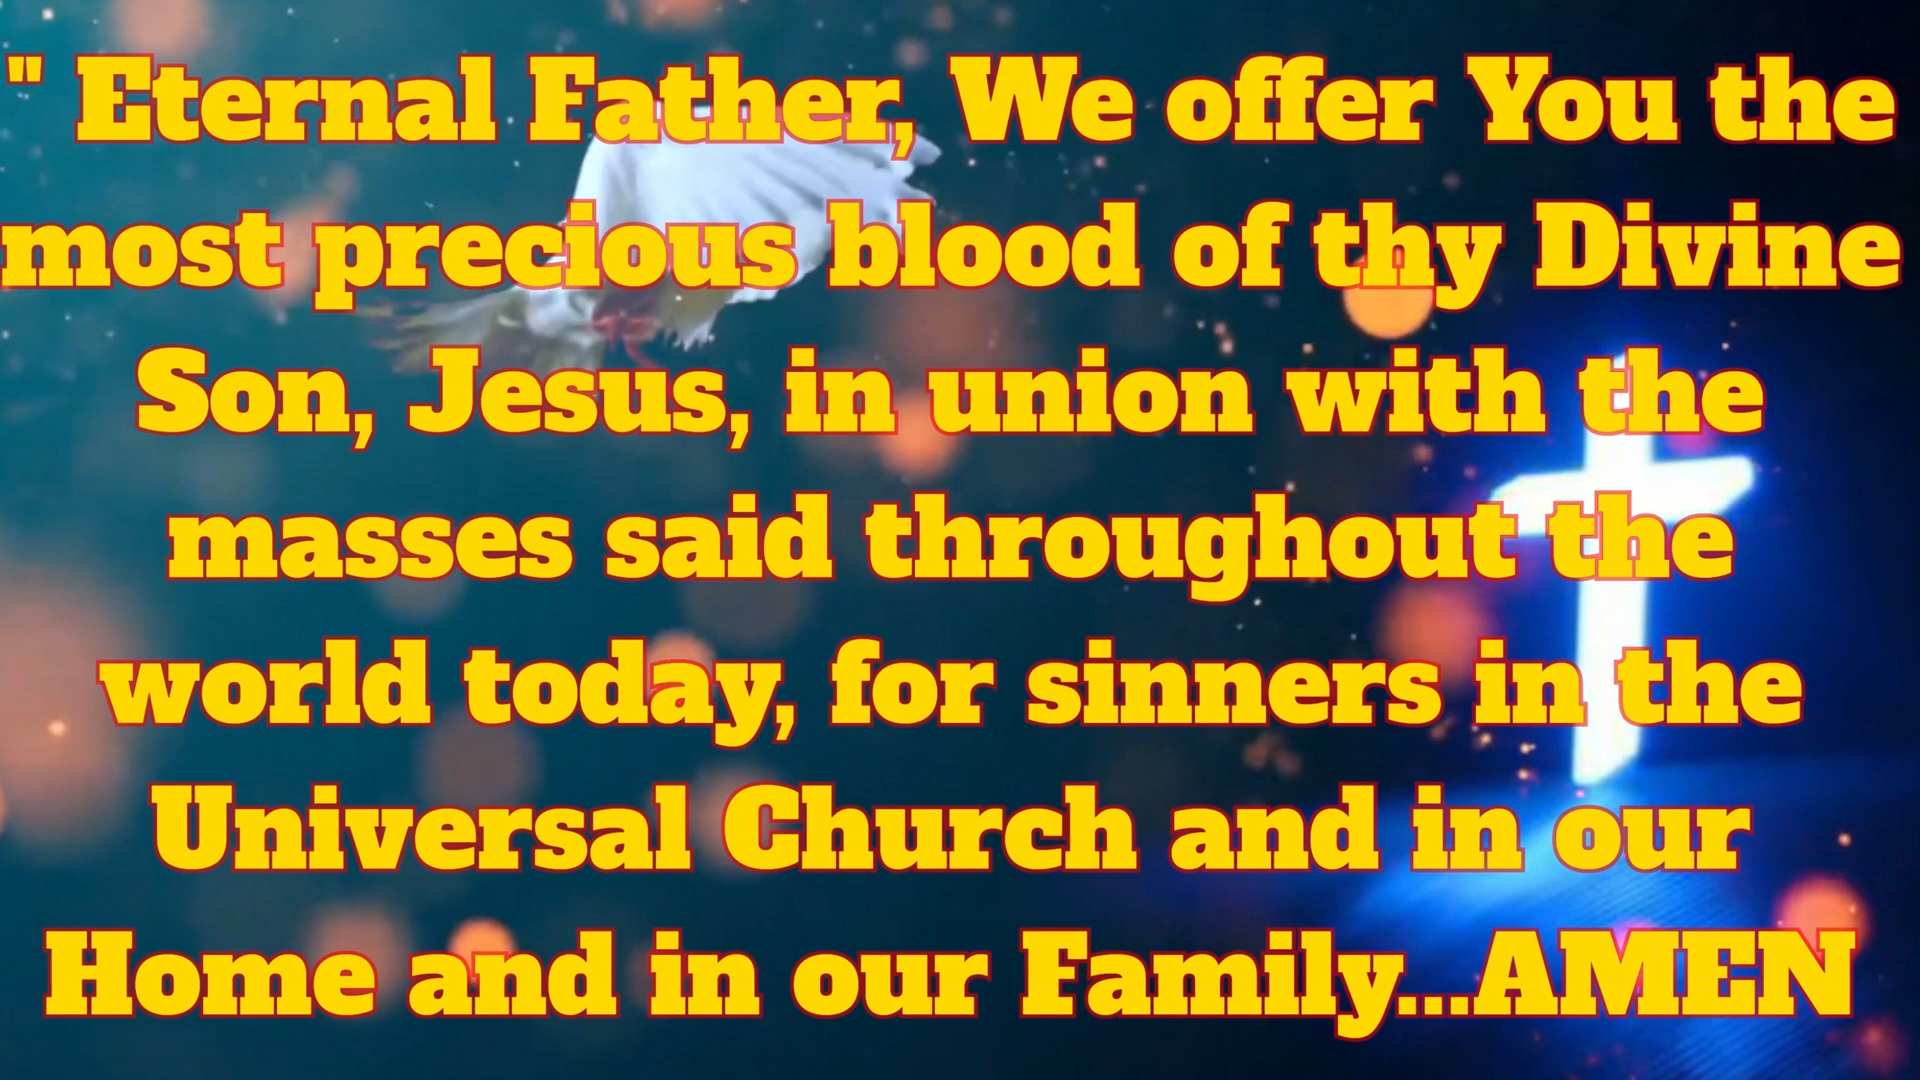 " Eternal Father, We offer You the
most precious blood of thy Divine
Son, Jesus, in union with the
masses said throughout the
world today, for sinners in the
Universal Church and in our
Home and in our Family...AMEN